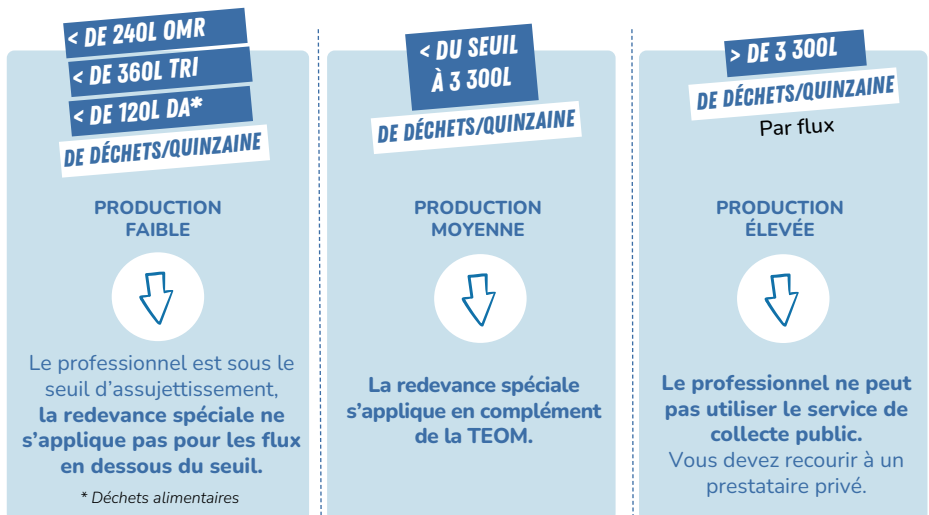 < DE 240L OMR
< DE 360L TRI
< DE 120L DA*
DE DÉCHETS/QUINZAINE
PRODUCTION
FAIBLE
Le professionnel est sous le
seuil d'assujettissement,
la redevance spéciale ne
s'applique pas pour les flux
en dessous du seuil.
* Déchets alimentaires
< DU SEUIL
À 3 300L
DE DÉCHETS/QUINZAINE
PRODUCTION
MOYENNE
La redevance spéciale
s'applique en complément
de la TEOM.
> DE 3 300L
DE DÉCHETS/QUINZAINE
Par flux
PRODUCTION
ÉLEVÉE
Le professionnel ne peut
pas utiliser le service de
collecte public.
Vous devez recourir à un
prestataire privé.